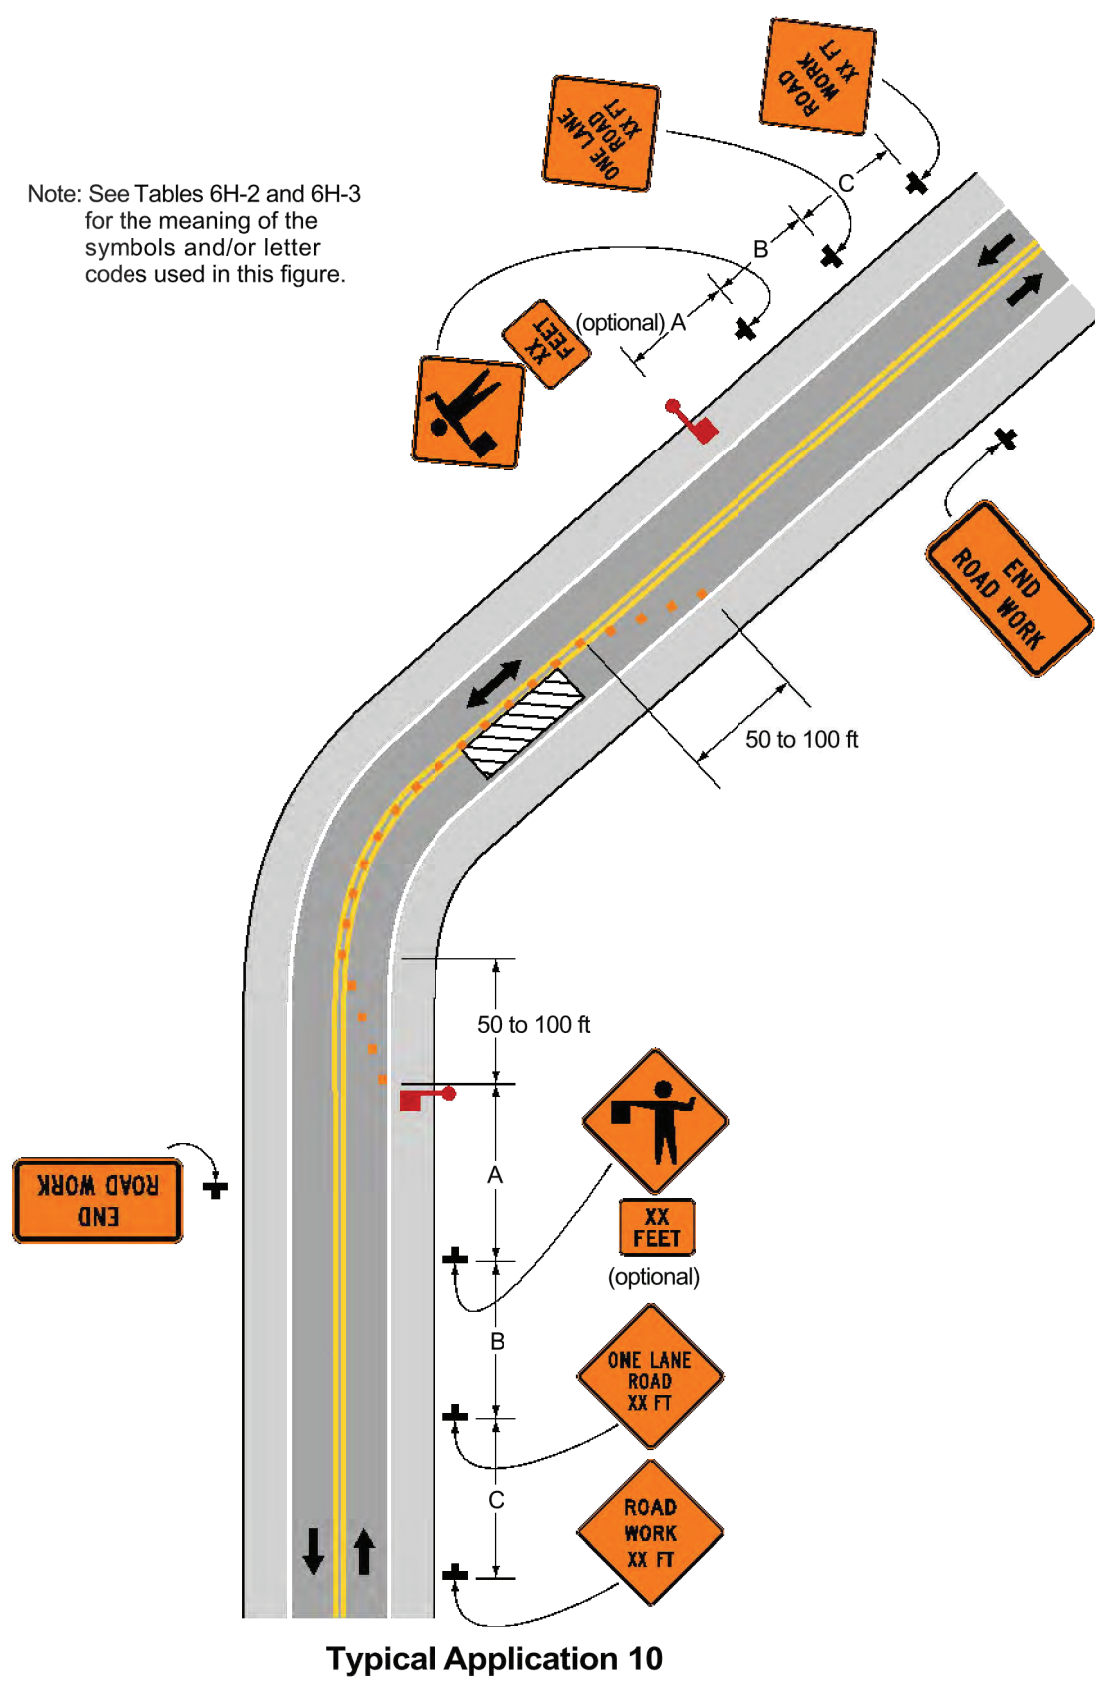 ROAD
WORK
XX FT
ONE LANE
ROAD
XX FT
C
Note: See Tables 6H-2 and 6H-3
for the meaning of the
symbols and/or letter
codes used in this figure.
B
XX
FEET
(optional)
A
END
ROAD WORK
50 to 100 ft
50 to 100 ft
A
END
ROAD WORK
XX
FEET
(optional)
B
ONE LANE
ROAD
XX FT
C
ROAD
WORK
XX FT
Typical Application 10